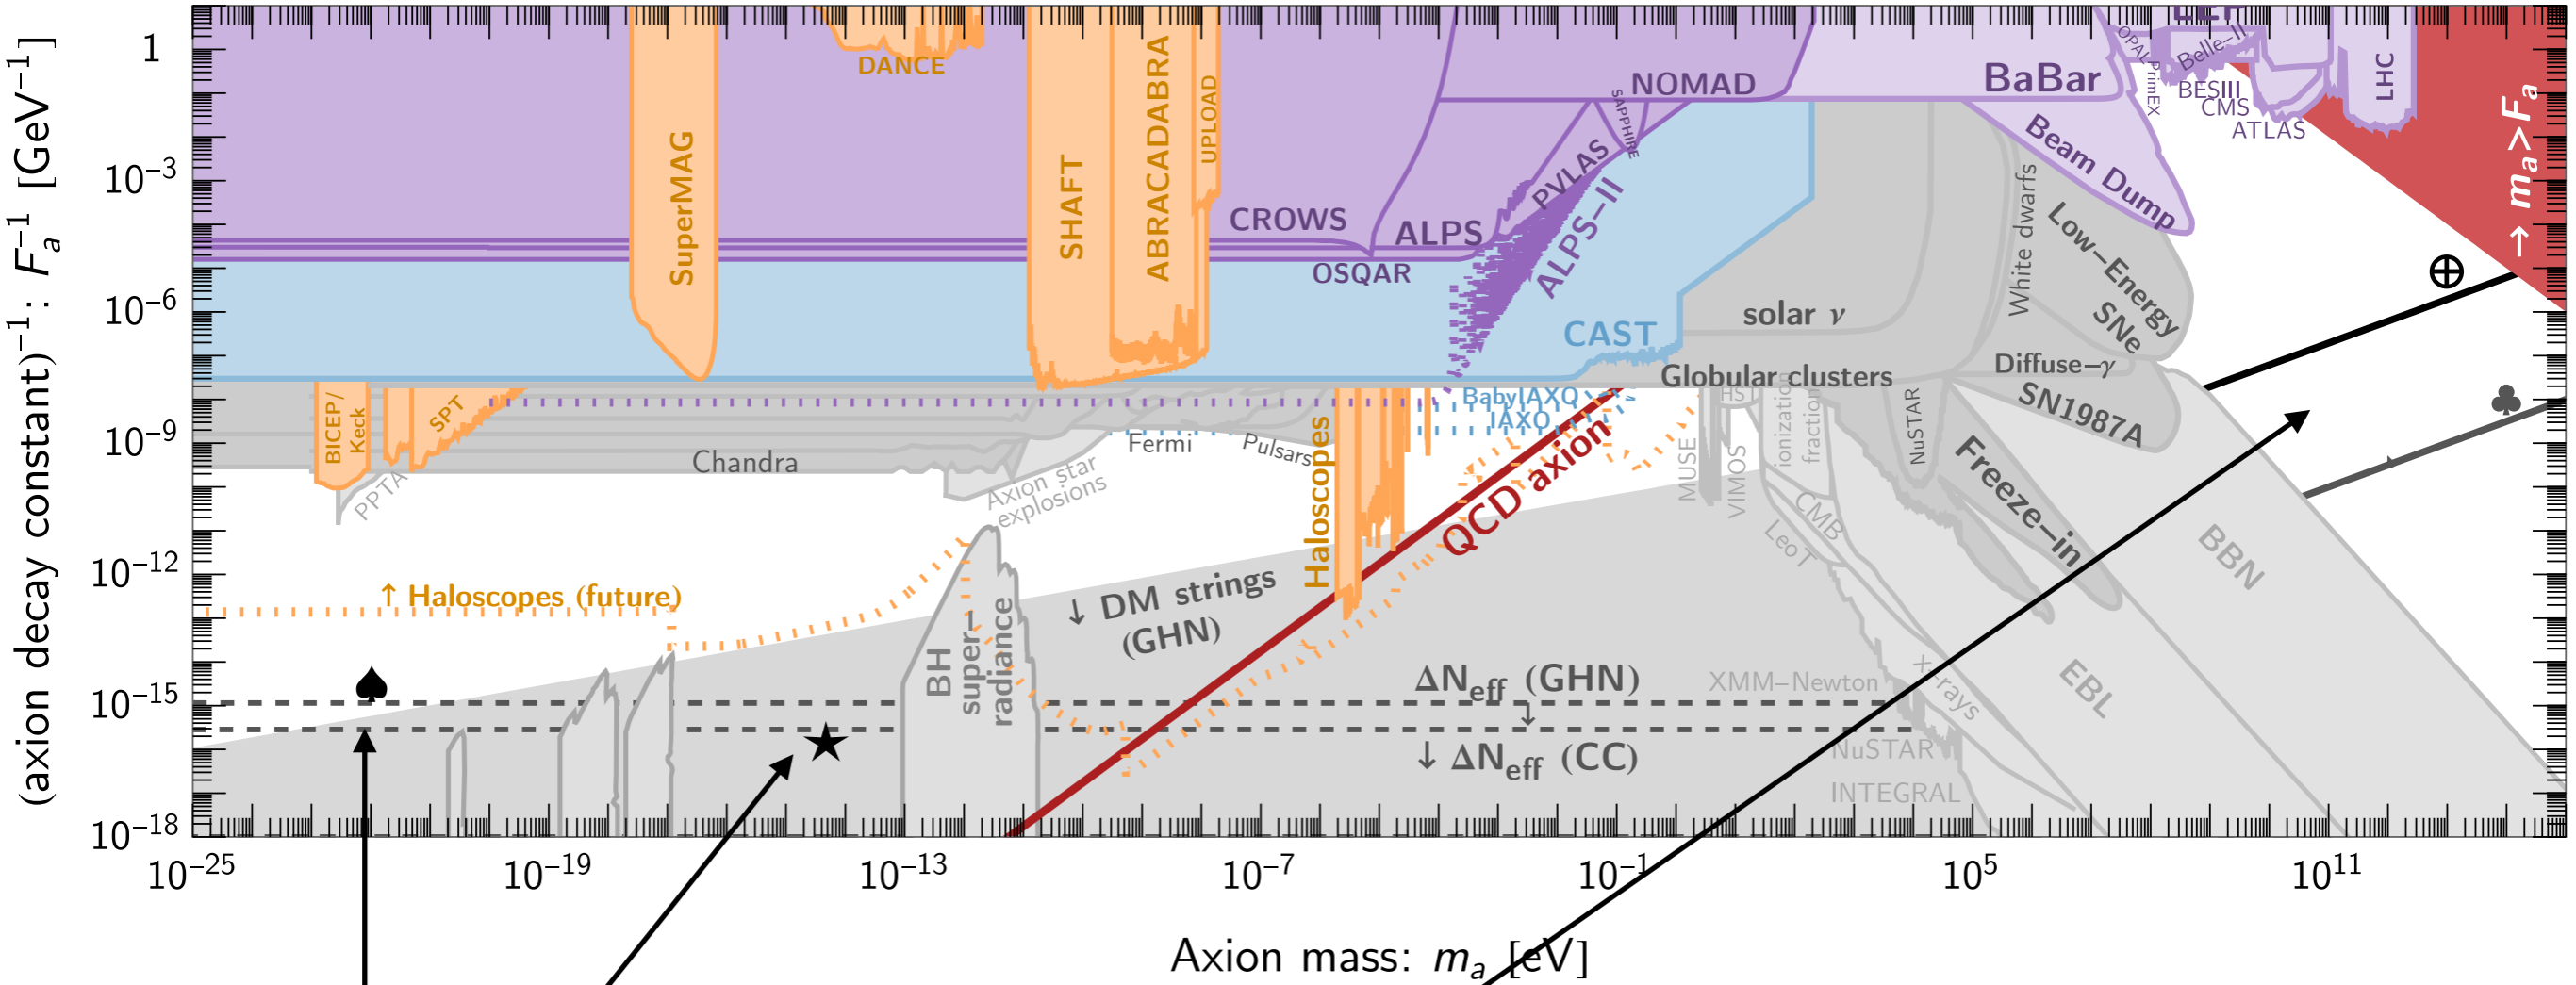 (axion decay constant)⁻¹: Fₐ⁻¹ [GeV⁻¹]
1
10⁻³
10⁻⁶
10⁻⁹
10⁻¹²
10⁻¹⁵
10⁻¹⁸
10⁻²⁵
10⁻¹⁹
10⁻¹³
10⁻⁷
10⁻¹
10⁵
10¹¹
Axion mass: mₐ [eV]
SuperMAG
DANCE
SHAFT
ABRACADABRA
UPLOAD
CROWS
ALPS
OSQAR
NOMAD
SAPPHIRE
PVLAS
ALPS–II
CAST
BaBar
Beam Dump
OPAL
PrimEX
LEP
Belle–II
BESIII
CMS
ATLAS
LHC
→ mₐ>Fₐ
solar ν
White dwarfs
Low–Energy
SNe
Globular clusters
Diffuse–γ
SN1987A
BICEP/
Keck
SPT
PPTA
Chandra
Axion star
explosions
Fermi
Pulsars
Haloscopes
BabyIAXO
IAXO
QCD axion
MUSE
VIMOS
HST
ionization
fraction
NuSTAR
Freeze–in
CMB
Leo T
BBN
EBL
X–rays
↑ Haloscopes (future)
BH
super–
radiance
↓ DM strings
(GHN)
ΔNeff (GHN)
↓
↓ ΔNeff (CC)
XMM–Newton
NuSTAR
INTEGRAL